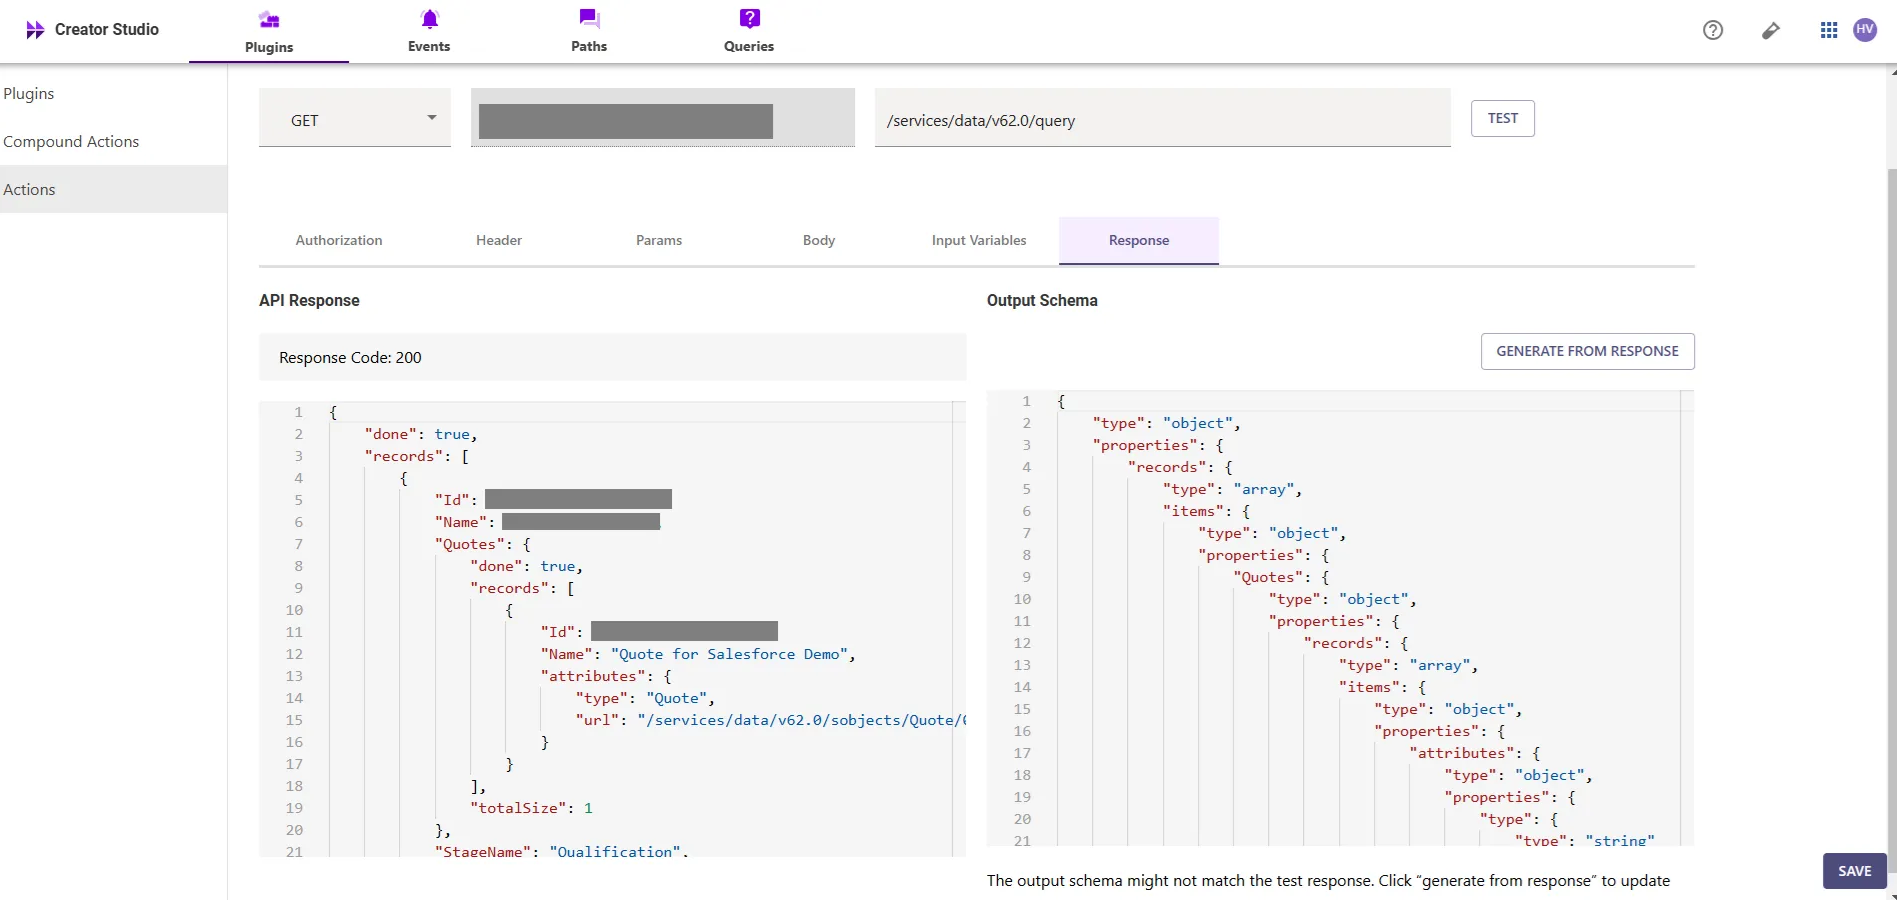 Creator Studio
Plugins
Events
Paths
Queries
HV
Plugins
Compound Actions
Actions
GET
/services/data/v62.0/query
TEST
Authorization
Header
Params
Body
Input Variables
Response
API Response
Response Code: 200
1 {
2 "done": true,
3 "records": [
4 {
5 "Id":
6 "Name":
7 "Quotes": {
8 "done": true,
9 "records": [
10 {
11 "Id":
12 "Name": "Quote for Salesforce Demo",
13 "attributes": {
14 "type": "Quote",
15 "url": "/services/data/v62.0/sobjects/Quote/
16 }
17 }
18 ],
19 "totalSize": 1
20 },
21 "StageName": "Qualification",
Output Schema
GENERATE FROM RESPONSE
1 {
2 "type": "object",
3 "properties": {
4 "records": {
5 "type": "array",
6 "items": {
7 "type": "object",
8 "properties": {
9 "Quotes": {
10 "type": "object",
11 "properties": {
12 "records": {
13 "type": "array",
14 "items": {
15 "type": "object",
16 "properties": {
17 "attributes": {
18 "type": "object",
19 "properties": {
20 "type": {
21 "type": "string"
The output schema might not match the test response. Click “generate from response” to update
SAVE